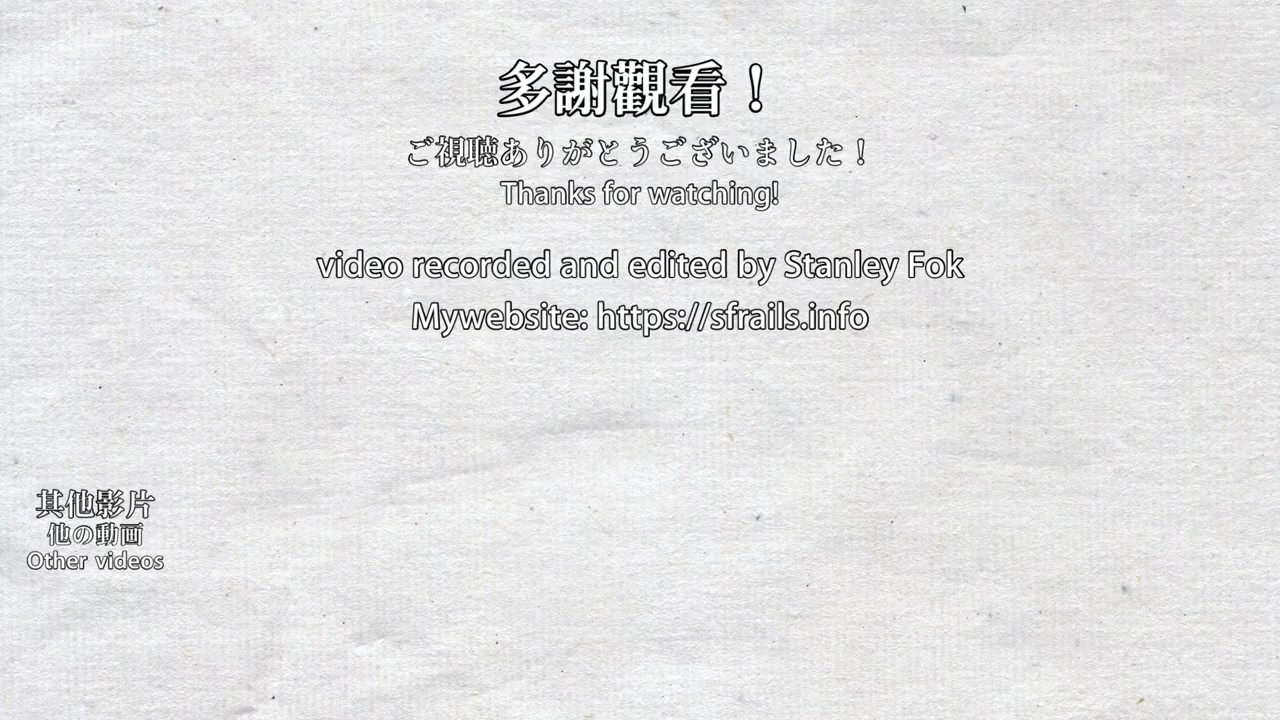 多謝觀看！
ご視聴ありがとうございました！
Thanks for watching!
video recorded and edited by Stanley Fok
Mywebsite: https://sfrails.info
其他影片
他の動画
Other videos